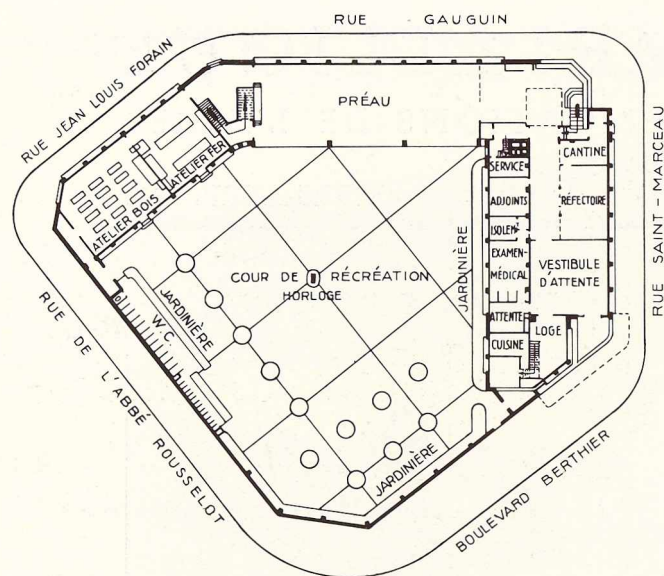 RUE GAUGUIN
RUE JEAN LOUIS FORAIN
PRÉAU
RUE SAINT-MARCEAU
ATELIER FER
ATELIER BOIS
SERVICE
CANTINE
ADJOINTS
RÉFECTOIRE
ISOLEMt
EXAMEN-
MÉDICAL
VESTIBULE
D'ATTENTE
JARDINIÈRE
COUR DE RÉCRÉATION
HORLOGE
JARDINIÈRE
W.C.
ATTENTE
LOGE
CUISINE
RUE DE L'ABBÉ ROUSSELOT
JARDINIÈRE
BOULEVARD BERTHIER